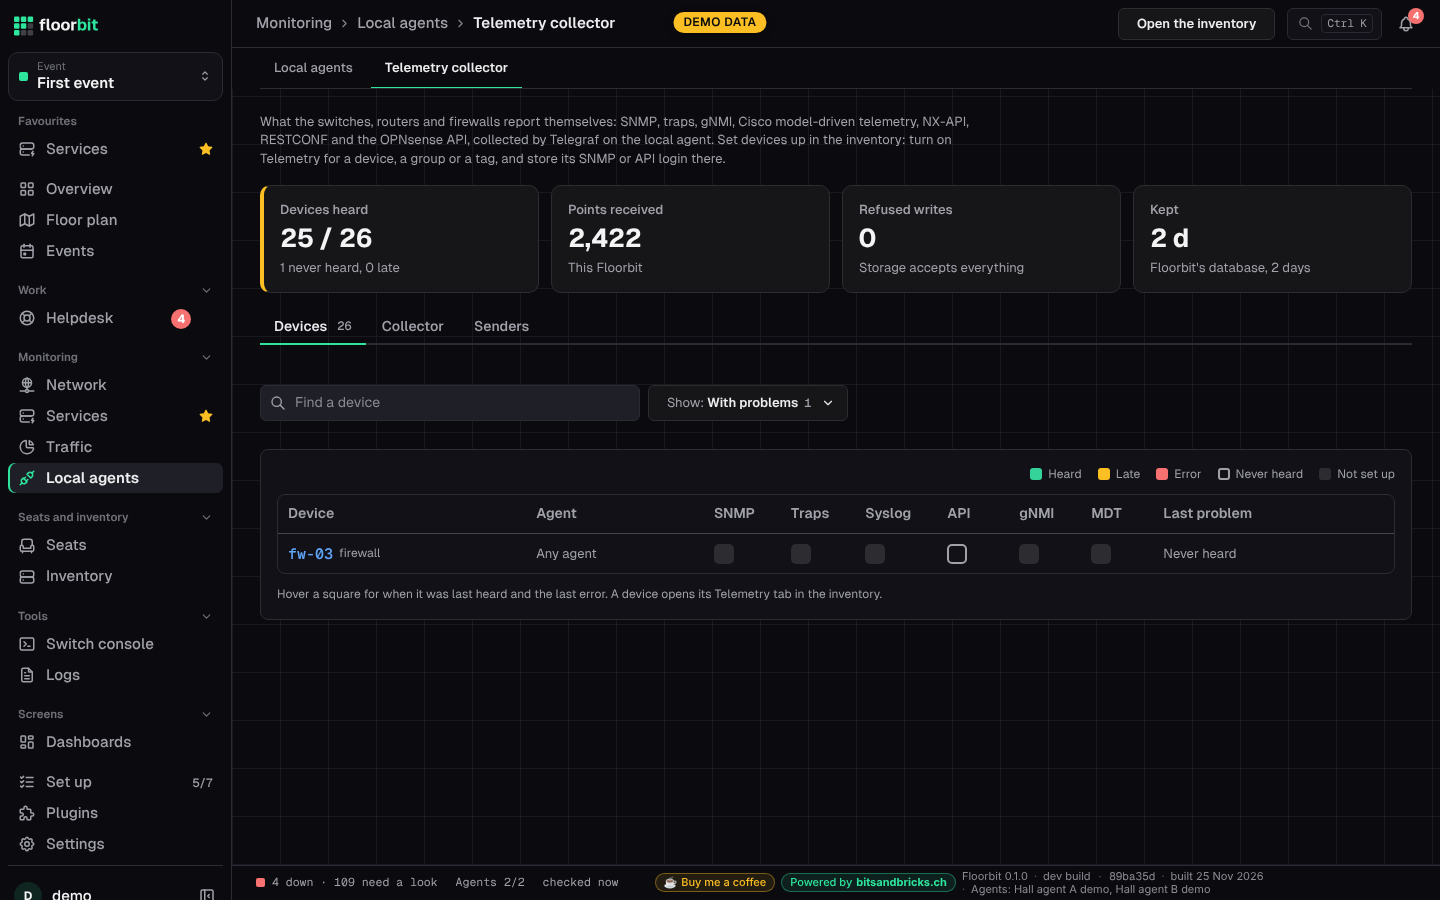 floorbit
Event
First event
Favourites
Services
Overview
Floor plan
Events
Work
Helpdesk 4
Monitoring
Network
Services
Traffic
Local agents
Seats and inventory
Seats
Inventory
Tools
Switch console
Logs
Screens
Dashboards
Set up 5/7
Plugins
Settings
D demo
Monitoring > Local agents > Telemetry collector
DEMO DATA
Open the inventory
Ctrl K
4
Local agents Telemetry collector
What the switches, routers and firewalls report themselves: SNMP, traps, gNMI, Cisco model-driven telemetry, NX-API,
RESTCONF and the OPNsense API, collected by Telegraf on the local agent. Set devices up in the inventory: turn on
Telemetry for a device, a group or a tag, and store its SNMP or API login there.
Devices heard
25 / 26
1 never heard, 0 late
Points received
2,422
This Floorbit
Refused writes
0
Storage accepts everything
Kept
2 d
Floorbit's database, 2 days
Devices 26 Collector Senders
Find a device
Show: With problems 1
Heard Late Error Never heard Not set up
Device Agent SNMP Traps Syslog API gNMI MDT Last problem
fw-03 firewall Any agent Never heard
Hover a square for when it was last heard and the last error. A device opens its Telemetry tab in the inventory.
4 down · 109 need a look Agents 2/2 checked now
☕ Buy me a coffee
Powered by bitsandbricks.ch
Floorbit 0.1.0 · dev build · 89ba35d · built 25 Nov 2026
· Agents: Hall agent A demo, Hall agent B demo